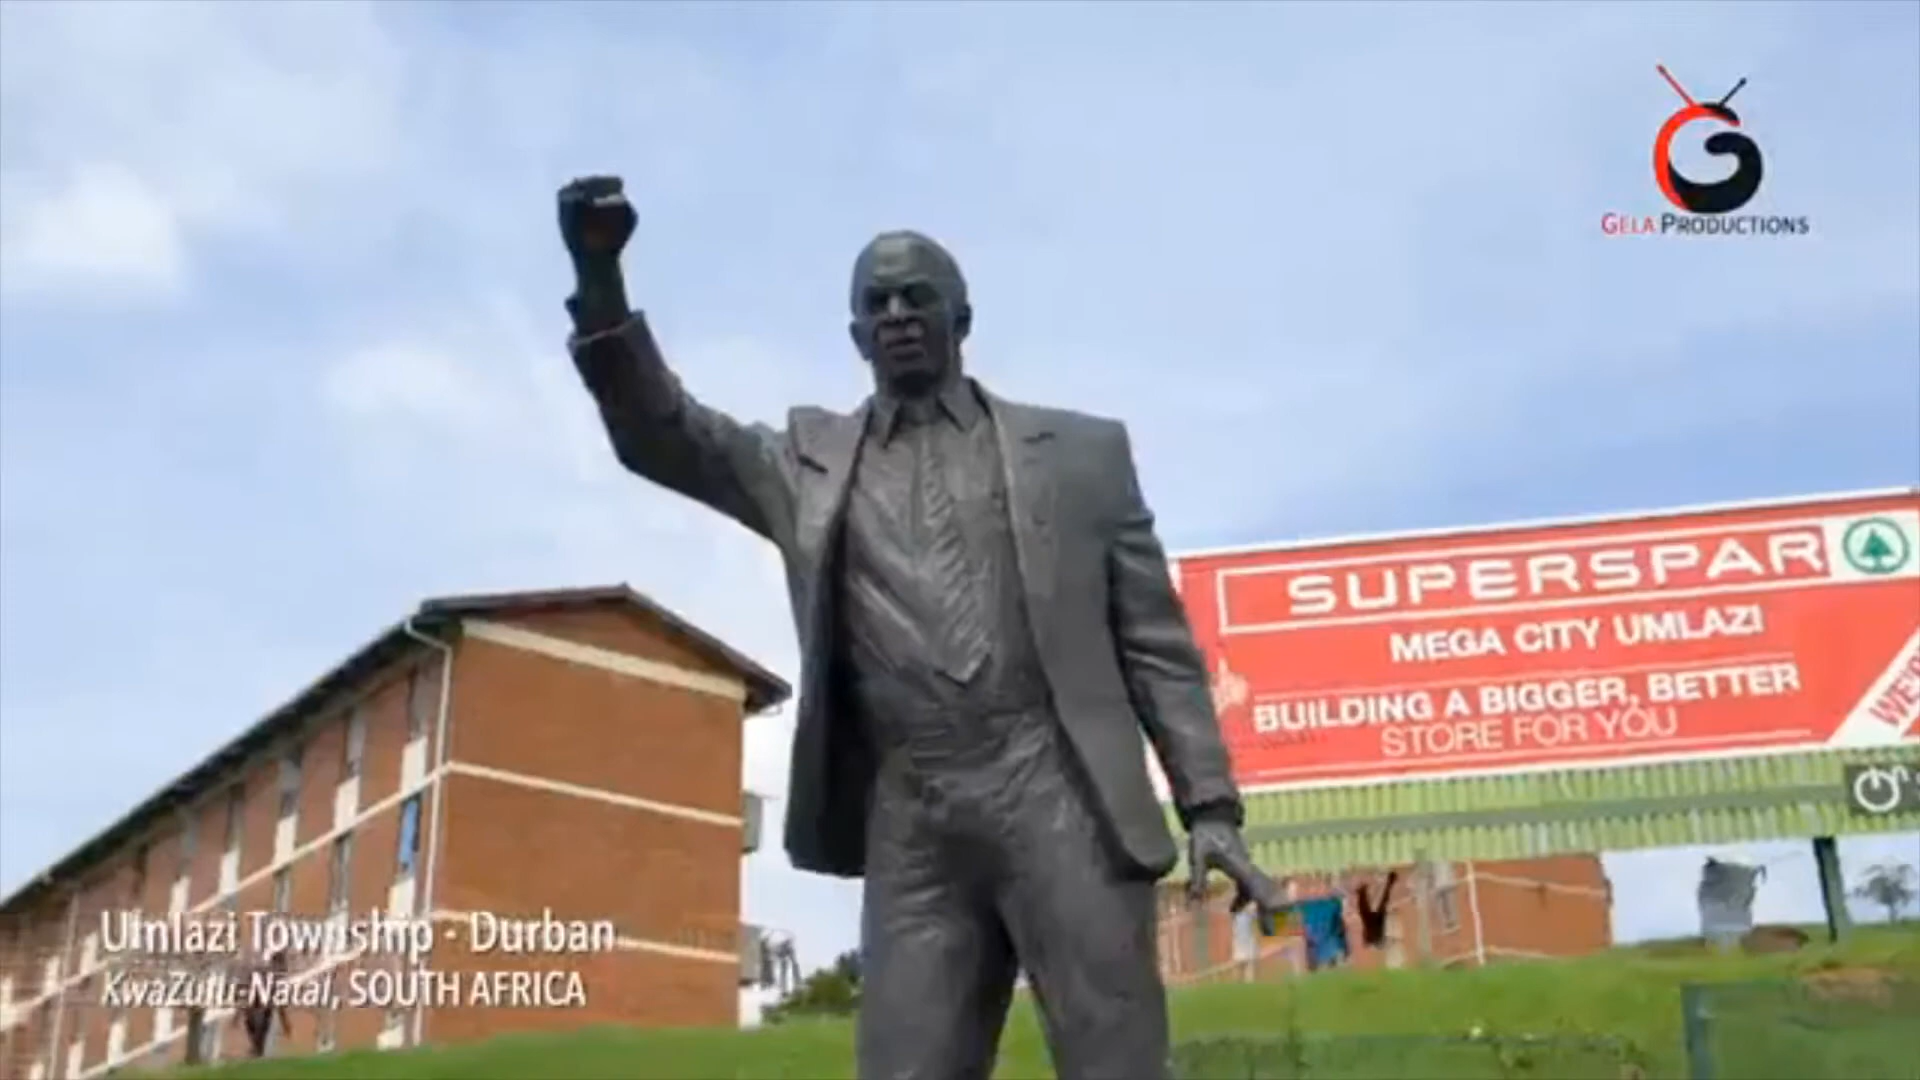 GELA PRODUCTIONS
SUPERSPAR
MEGA CITY UMLAZI
BUILDING A BIGGER, BETTER
STORE FOR YOU
Umlazi Township - Durban
KwaZulu-Natal, SOUTH AFRICA